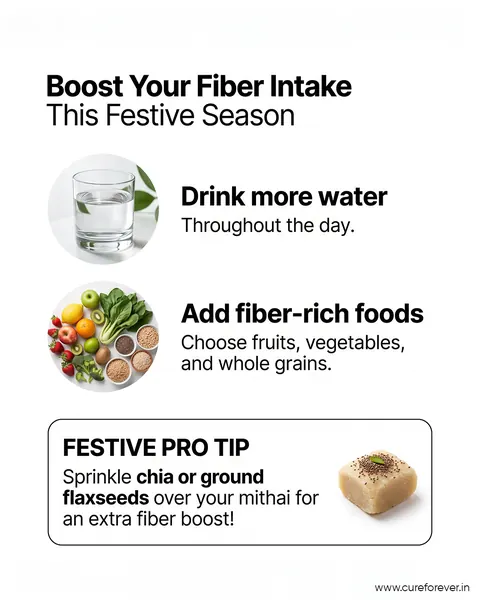 Boost Your Fiber Intake
This Festive Season
Drink more water
Throughout the day.
Add fiber-rich foods
Choose fruits, vegetables,
and whole grains.
FESTIVE PRO TIP
Sprinkle chia or ground
flaxseeds over your mithai for
an extra fiber boost!
www.cureforever.in